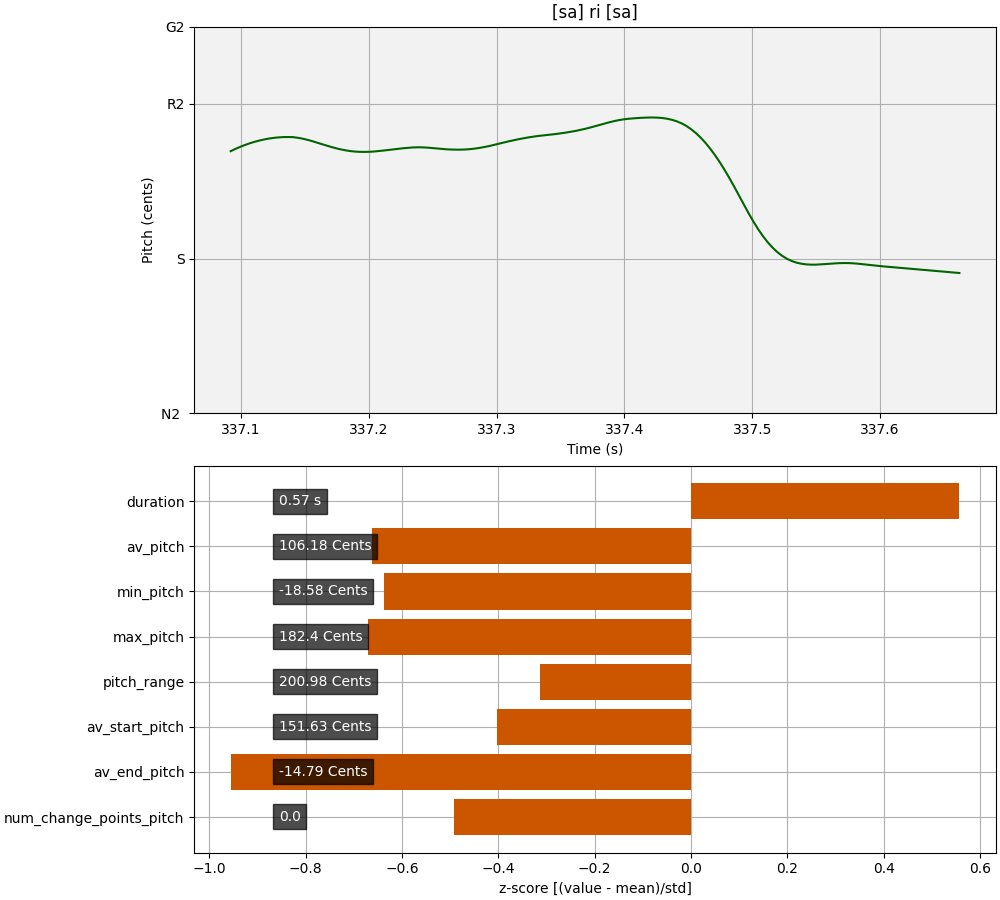 [sa] ri [sa]
G2
R2
S
N2
Pitch (cents)
337.1 337.2 337.3 337.4 337.5 337.6
Time (s)
duration 0.57 s
av_pitch 106.18 Cents
min_pitch -18.58 Cents
max_pitch 182.4 Cents
pitch_range 200.98 Cents
av_start_pitch 151.63 Cents
av_end_pitch -14.79 Cents
num_change_points_pitch 0.0
−1.0 −0.8 −0.6 −0.4 −0.2 0.0 0.2 0.4 0.6
z-score [(value - mean)/std]